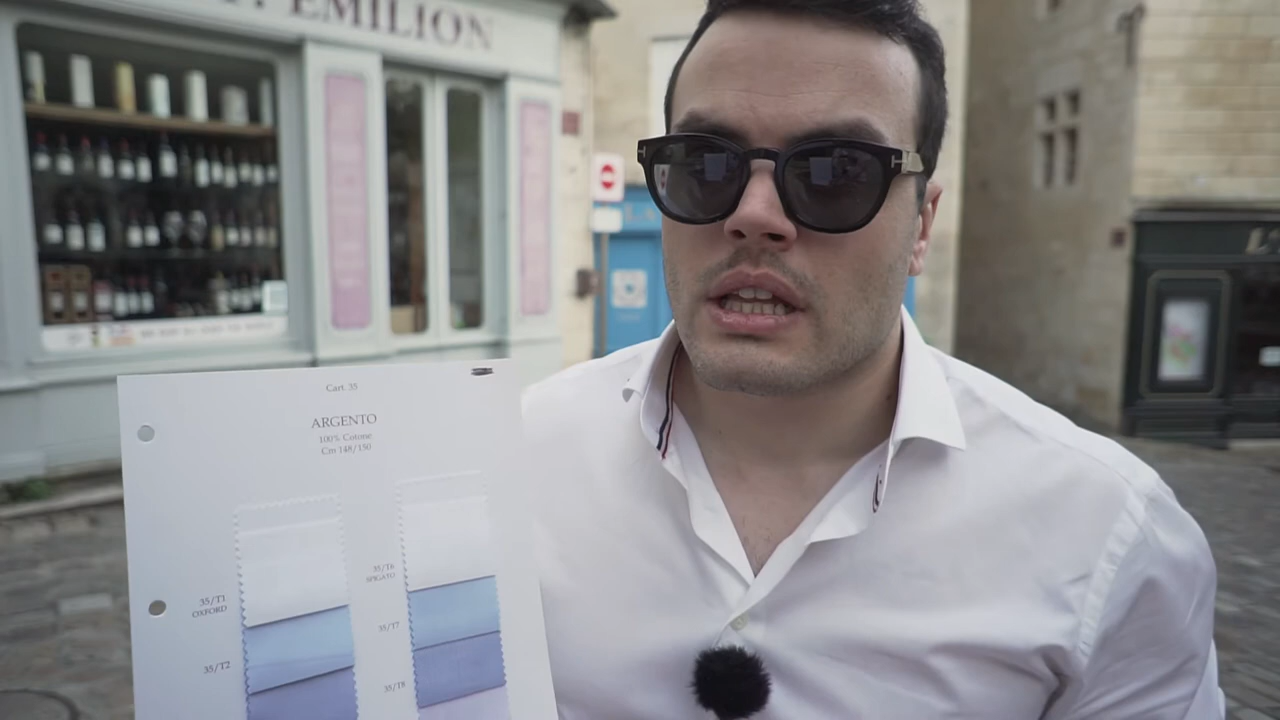 T. EMILION
Cart. 35
ARGENTO
100% Cotone
Cm 148/150
35/T1
OXFORD
35/T2
35/T6
SPIGATO
35/T7
35/T8